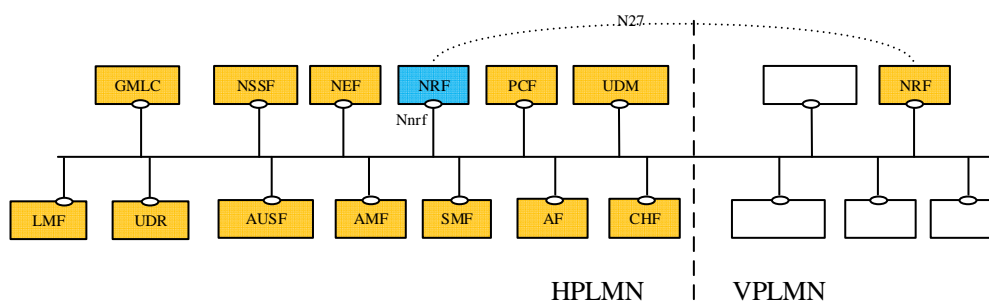 N27
GMLC
NSSF
NEF
NRF
PCF
UDM
NRF
Nnrf
LMF
UDR
AUSF
AMF
SMF
AF
CHF
HPLMN
VPLMN